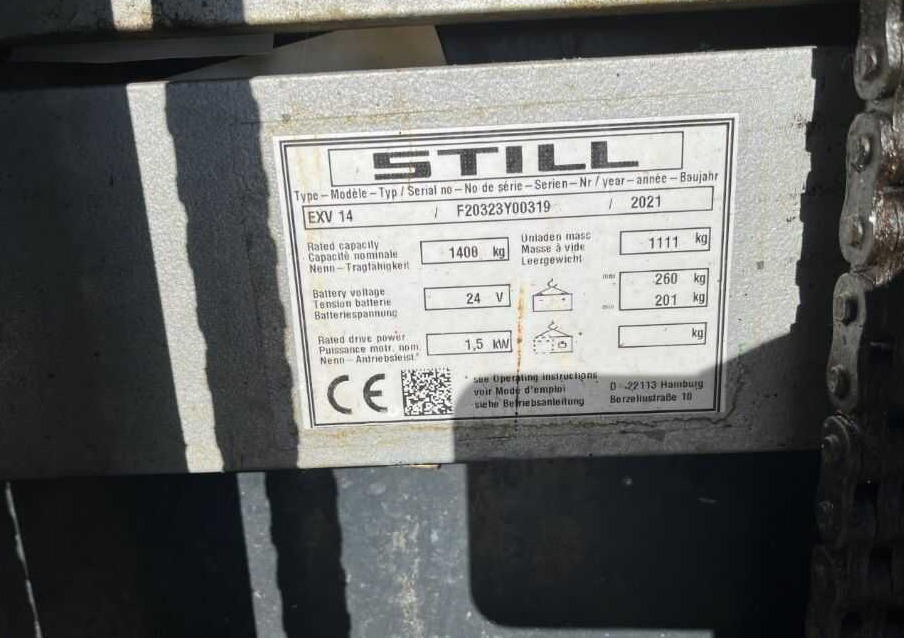 STILL
Type – Modèle – Typ / Serial no – No de série – Serien – Nr / year – année – Baujahr
EXV 14 / F20323Y00319 / 2021
Rated capacity
Capacité nominale
Nenn – Tragfähigkeit
1400 kg
Unladen masc
Masse à vide
Leergewicht
1111 kg
Battery voltage
Tension batterie
Batteriespannung
24 V
max 260 kg
min 201 kg
Rated drive power
Puissance motr. nom.
Nenn – Antriebsleist.*
1,5 kW
*
kg
CE
* see Operating instructions
voir Mode d'emploi
siehe Betriebsanleitung
D - 22113 Hamburg
Berzeliusstraße 10